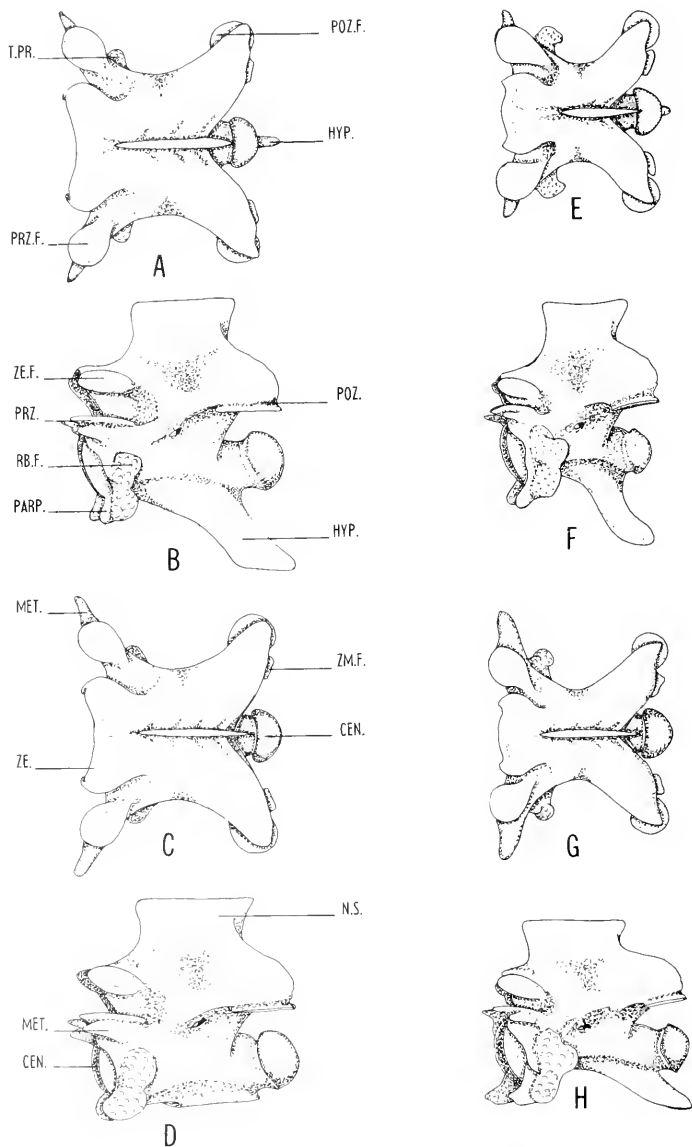 T.PR.
POZ.F.
HYP.
PRZ.F.
A
E
ZE.F.
PRZ.
POZ.
RB.F.
PARP.
HYP.
B
F
MET.
ZM.F.
CEN.
ZE.
C
G
N.S.
MET.
CEN.
D
H